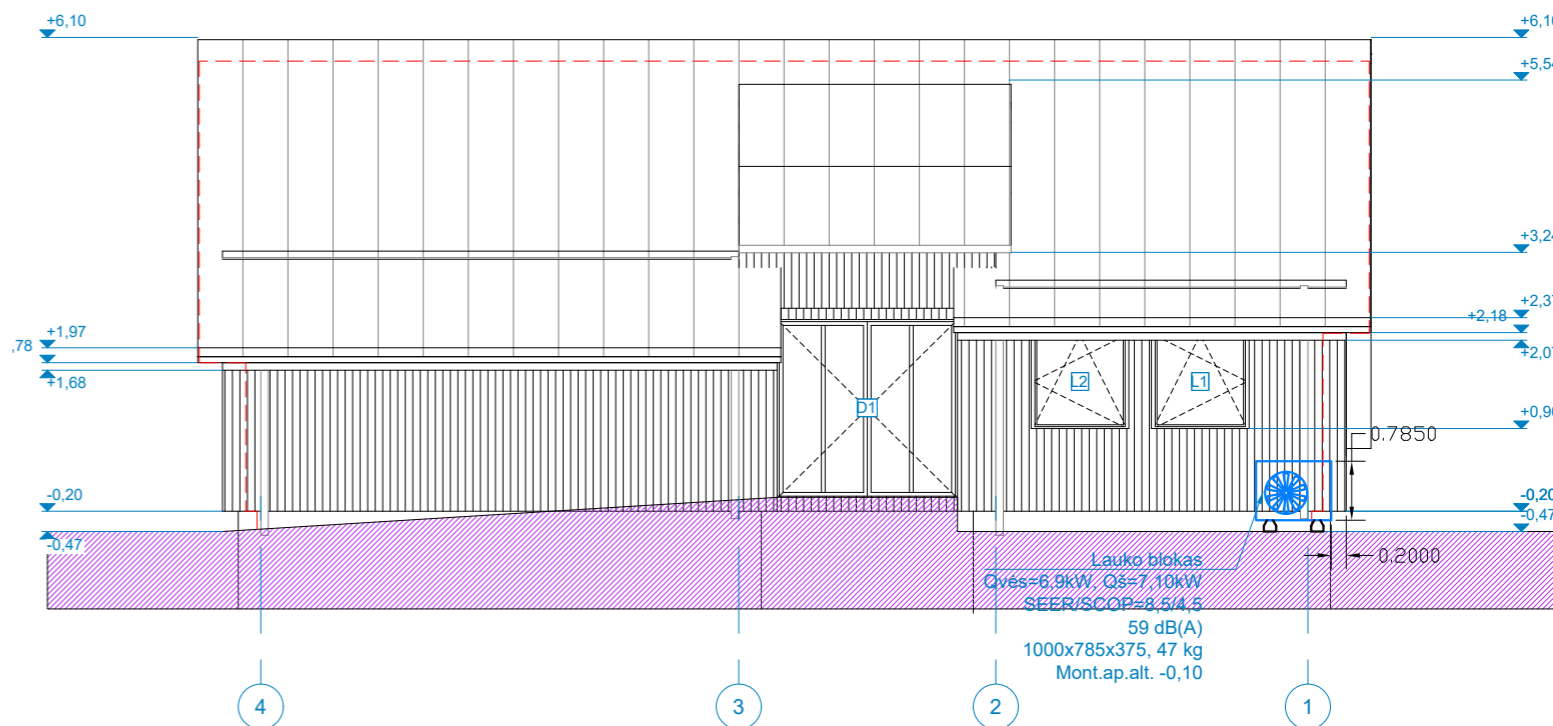 +6,10
+6,10
+5,54
+3,24
+2,37
+2,18
+1,97
,78
+2,07
+1,68
L2
L1
D1
+0,96
0.7850
-0,20
-0,20
-0,47
-0,47
0.2000
Lauko blokas
Qvės=6,9kW, Qš=7,10kW
SEER/SCOP=8,5/4,5
59 dB(A)
1000x785x375, 47 kg
Mont.ap.alt. -0,10
4
3
2
1